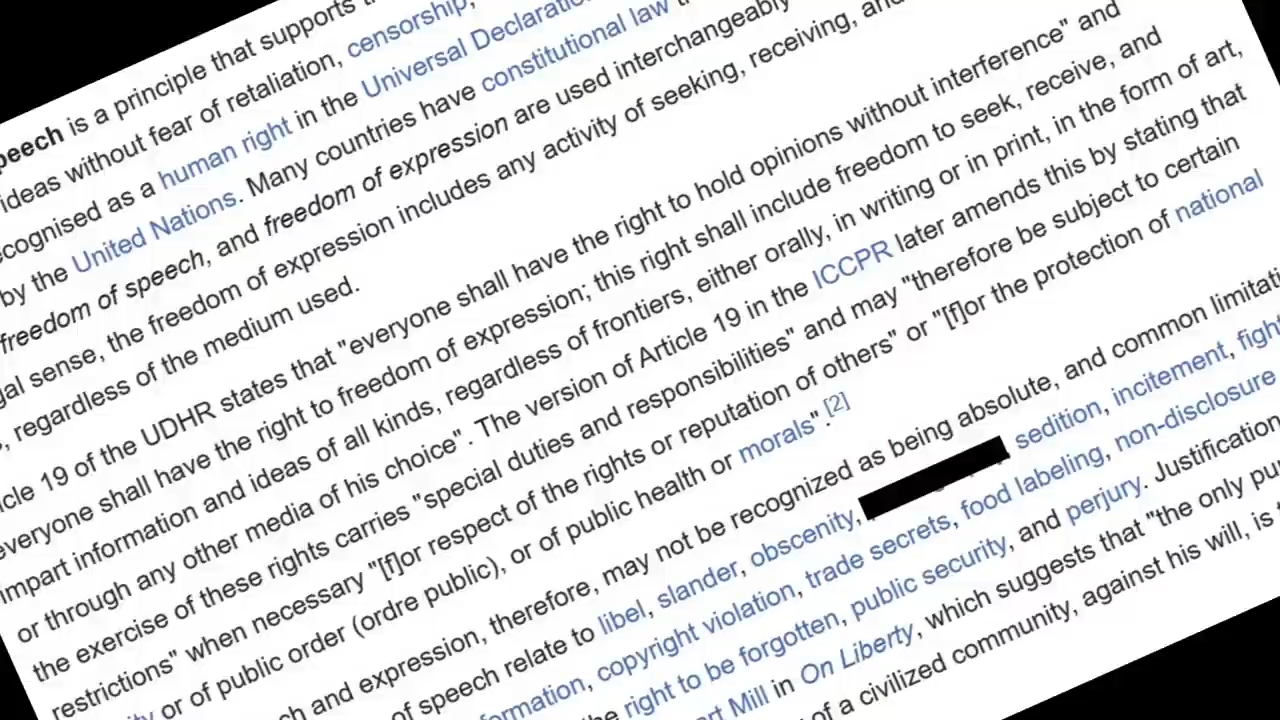 peech is a principle that supports
ideas without fear of retaliation, censorship,
ecognised as a human right in the Universal Declaratio
by the United Nations. Many countries have constitutional law
freedom of speech, and freedom of expression are used interchangeably
gal sense, the freedom of expression includes any activity of seeking, receiving, and
, regardless of the medium used.
icle 19 of the UDHR states that "everyone shall have the right to hold opinions without interference" and
everyone shall have the right to freedom of expression; this right shall include freedom to seek, receive, and
impart information and ideas of all kinds, regardless of frontiers, either orally, in writing or in print, in the form of art,
or through any other media of his choice". The version of Article 19 in the ICCPR later amends this by stating that
the exercise of these rights carries "special duties and responsibilities" and may "therefore be subject to certain
restrictions" when necessary "[f]or respect of the rights or reputation of others" or "[f]or the protection of national
ity or of public order (ordre public), or of public health or morals".[2]
ch and expression, therefore, may not be recognized as being absolute, and common limitati
of speech relate to libel, slander, obscenity, sedition, incitement, fight
formation, copyright violation, trade secrets, food labeling, non-disclosure
the right to be forgotten, public security, and perjury. Justification
rt Mill in On Liberty, which suggests that "the only pu
of a civilized community, against his will, is